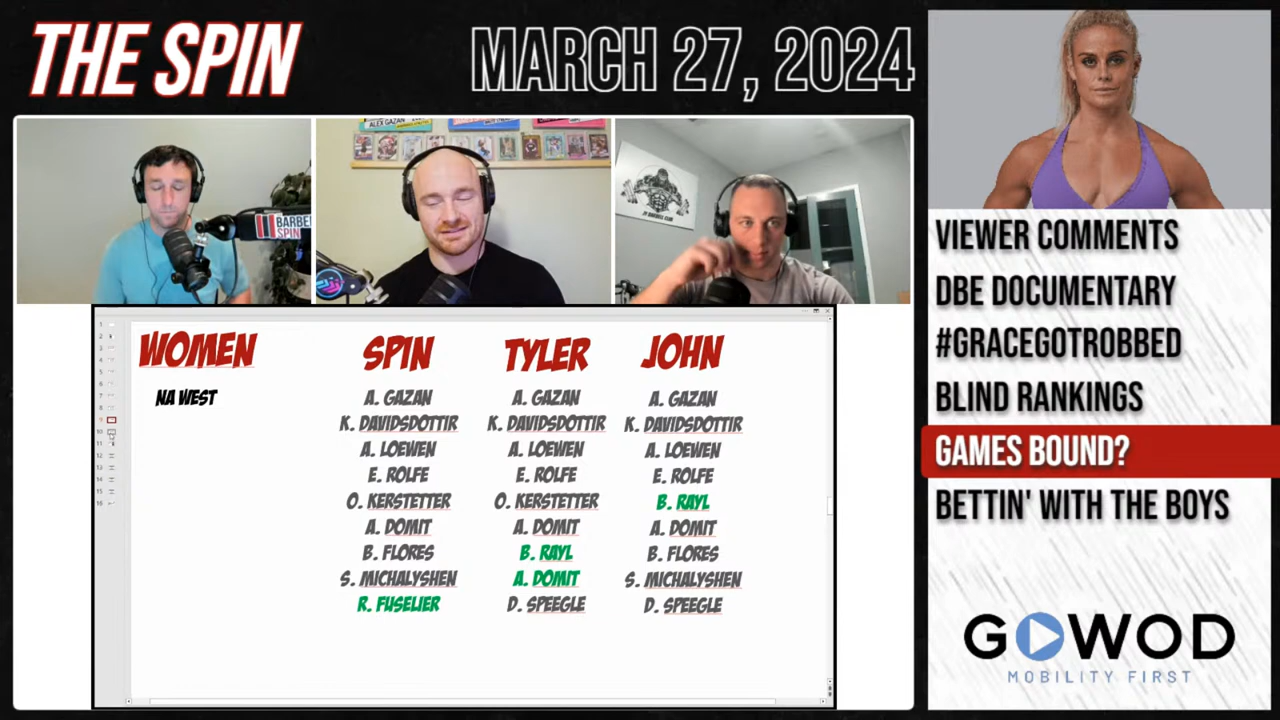 THE SPIN
MARCH 27, 2024
ALEX GAZAN
BARBELL
SPIN
WOMEN
SPIN
TYLER
JOHN
NA WEST
A. GAZAN
A. GAZAN
A. GAZAN
K. DAVIDSDOTTIR
K. DAVIDSDOTTIR
K. DAVIDSDOTTIR
A. LOEWEN
A. LOEWEN
A. LOEWEN
E. ROLFE
E. ROLFE
E. ROLFE
O. KERSTETTER
O. KERSTETTER
B. RAYL
A. DOMIT
A. DOMIT
A. DOMIT
B. FLORES
B. RAYL
B. FLORES
S. MICHALYSHEN
A. DOMIT
S. MICHALYSHEN
R. FUSELIER
D. SPEEGLE
D. SPEEGLE
VIEWER COMMENTS
DBE DOCUMENTARY
#GRACEGOTROBBED
BLIND RANKINGS
GAMES BOUND?
BETTIN' WITH THE BOYS
GOWOD
MOBILITY FIRST